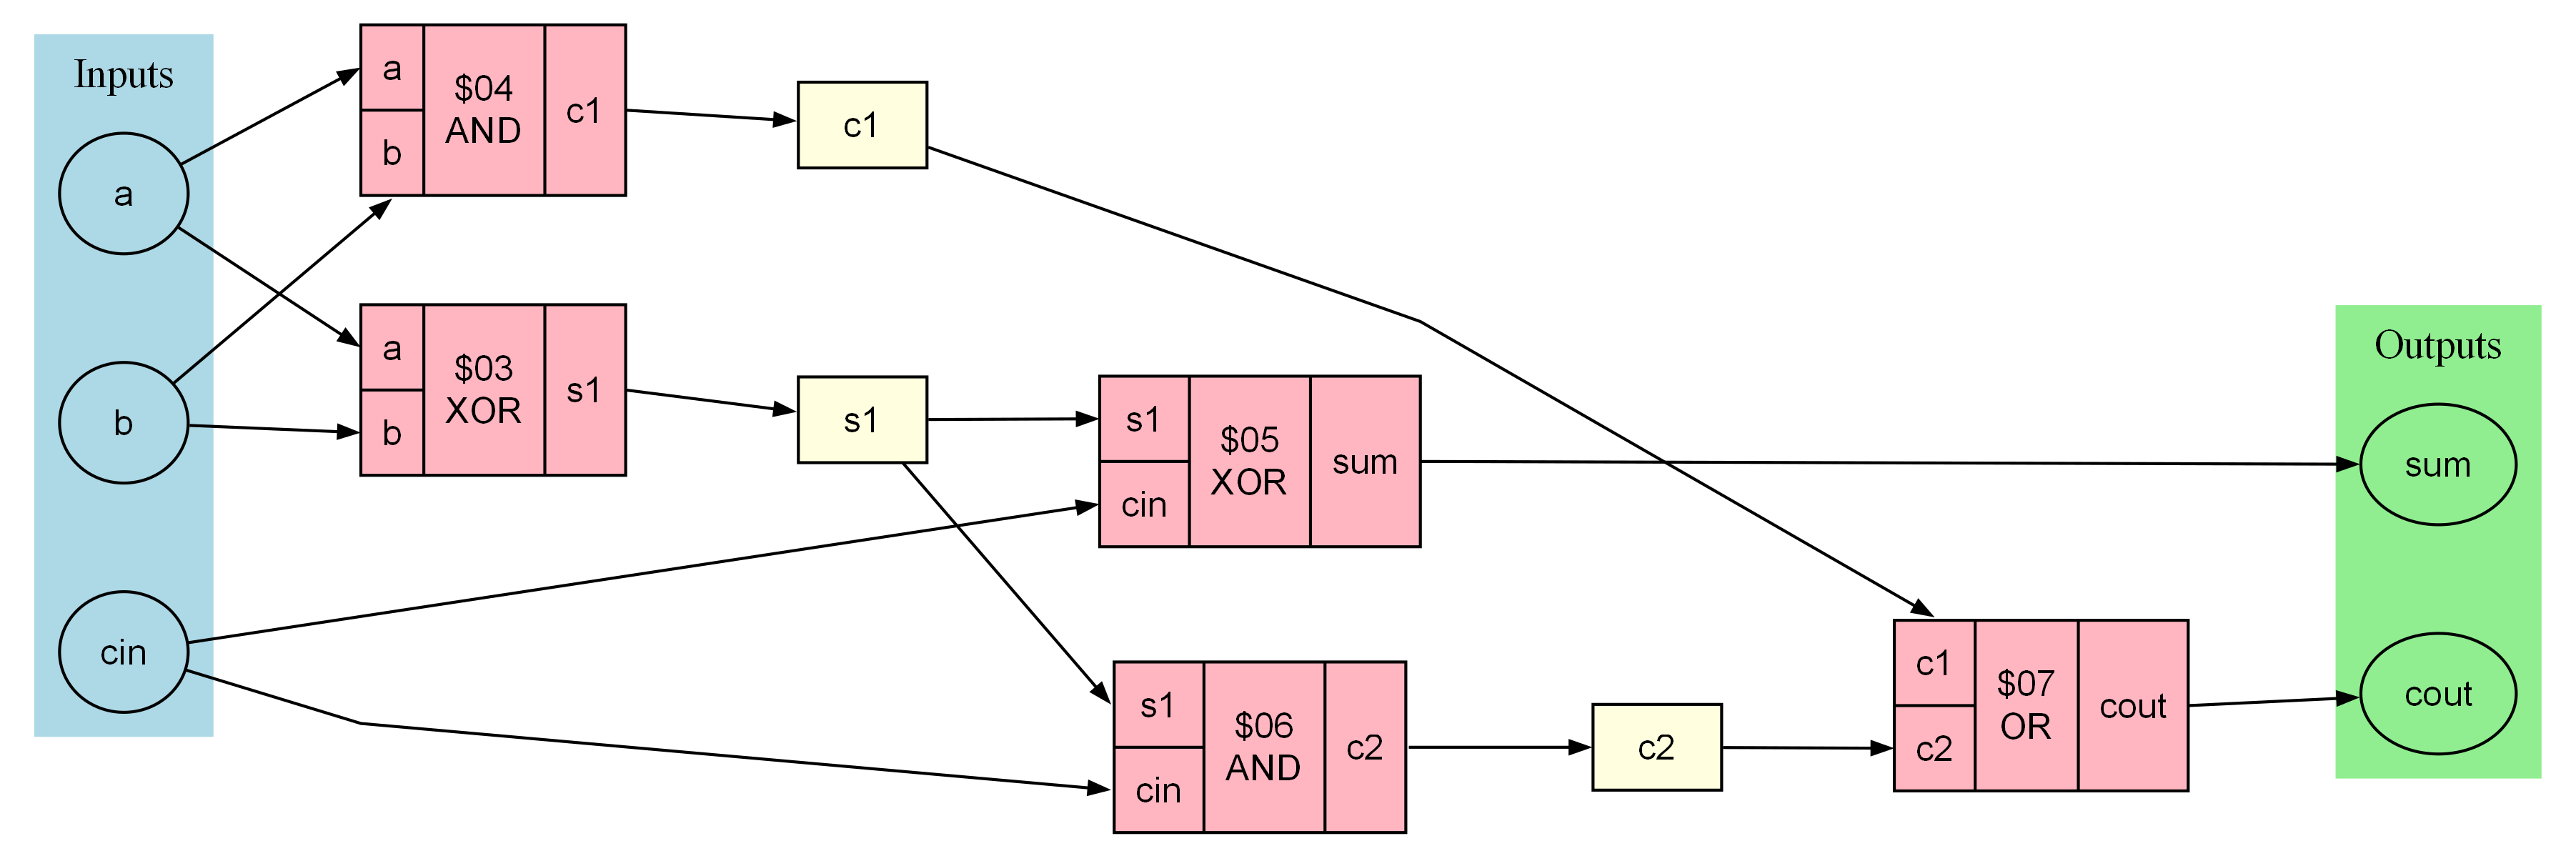 Inputs
a
b
cin
a
b
$04
AND
c1
a
b
$03
XOR
s1
c1
s1
s1
cin
$05
XOR
sum
s1
cin
$06
AND
c2
c2
c1
c2
$07
OR
cout
Outputs
sum
cout